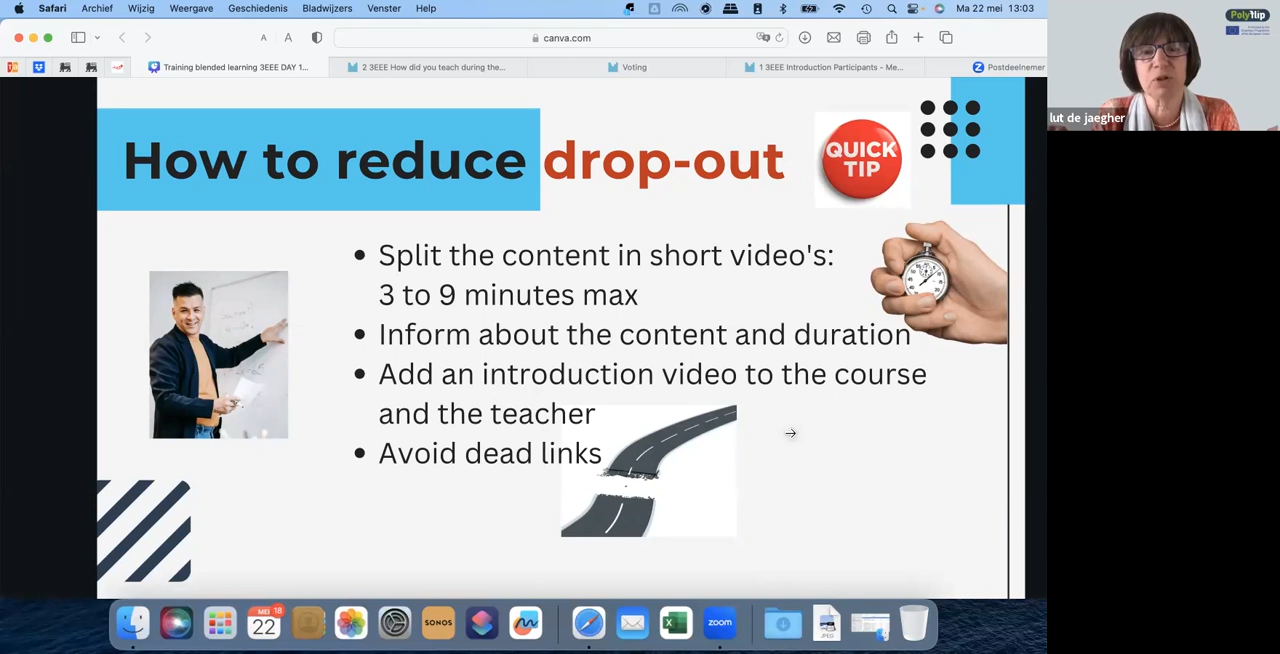 Safari Archief Wijzig Weergave Geschiedenis Bladwijzers Venster Help Ma 22 mei 13:03
A A canva.com
Training blended learning 3EEE DAY 1... 2 3EEE How did you teach during the... Voting 1 3EEE Introduction Participants - Me... Z Postdeelnemer
Polyflip
lut de jaegher
How to reduce drop-out
QUICK
TIP
• Split the content in short video's:
3 to 9 minutes max
• Inform about the content and duration
• Add an introduction video to the course
and the teacher
• Avoid dead links
MEI 18
22
SONOS
X
zoom
JPEG